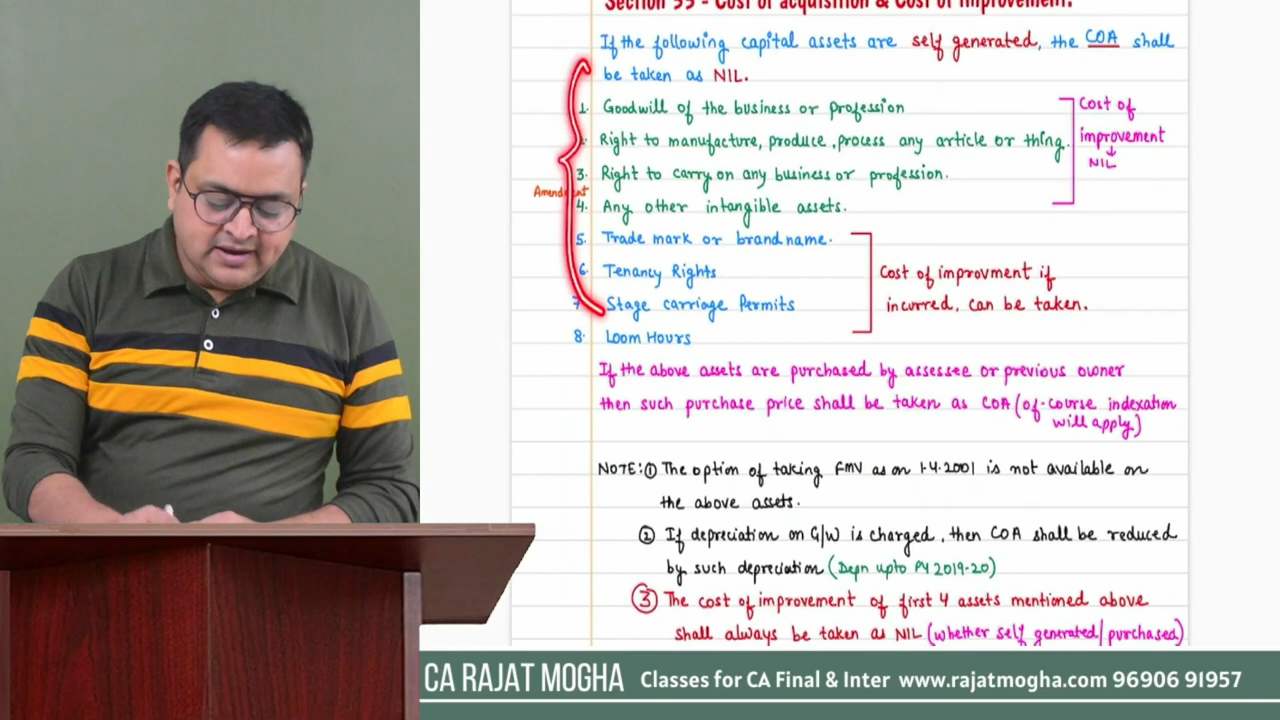 Section 55 - Cost of acquisition & Cost of improvement.
If the following capital assets are self generated, the COA shall
be taken as NIL.
1. Goodwill of the business or profession
Right to manufacture, produce, process any article or thing.
3. Right to carry on any business or profession.
Amendment
4. Any other intangible assets.
Cost of
improvement
↓
NIL
5. Trade mark or brand name.
6. Tenancy Rights
7. Stage carriage Permits
8. Loom Hours
Cost of improvment if
incurred, can be taken.
If the above assets are purchased by assessee or previous owner
then such purchase price shall be taken as COA (of-course indexation
will apply)
NOTE: ① The option of taking FMV as on 1.4.2001 is not available on
the above assets.
② If depreciation on G/W is charged, then COA shall be reduced
by such depreciation (Depn upto PY 2019-20)
③ The cost of improvement of first 4 assets mentioned above
shall always be taken as NIL (whether self generated/purchased)
CA RAJAT MOGHA Classes for CA Final & Inter www.rajatmogha.com 96906 91957